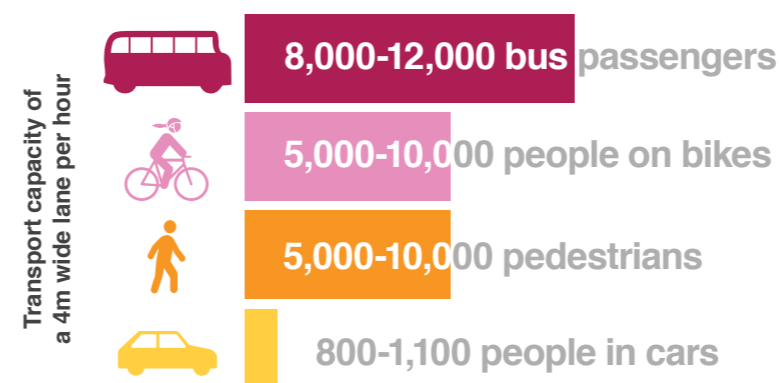 Transport capacity of
a 4m wide lane per hour
8,000-12,000 bus passengers
5,000-10,000 people on bikes
5,000-10,000 pedestrians
800-1,100 people in cars